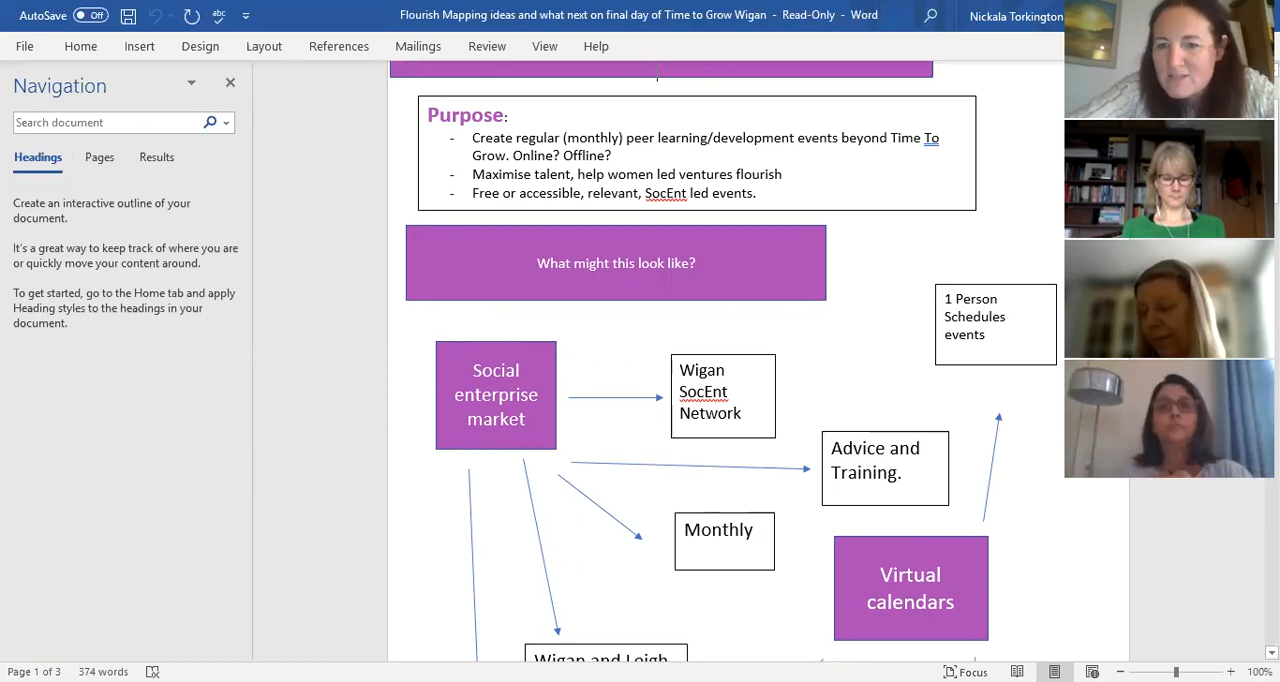 AutoSave Off
Flourish Mapping ideas and what next on final day of Time to Grow Wigan - Read-Only - Word
Nickala Torkington
File Home Insert Design Layout References Mailings Review View Help
Navigation
Search document
Headings Pages Results
Create an interactive outline of your
document.
It's a great way to keep track of where you are
or quickly move your content around.
To get started, go to the Home tab and apply
Heading styles to the headings in your
document.
Purpose:
- Create regular (monthly) peer learning/development events beyond Time To
Grow. Online? Offline?
- Maximise talent, help women led ventures flourish
- Free or accessible, relevant, SocEnt led events.
What might this look like?
1 Person
Schedules
events
Social
enterprise
market
Wigan
SocEnt
Network
Advice and
Training.
Monthly
Virtual
calendars
Wigan and Leigh
Page 1 of 3 374 words
Focus
100%